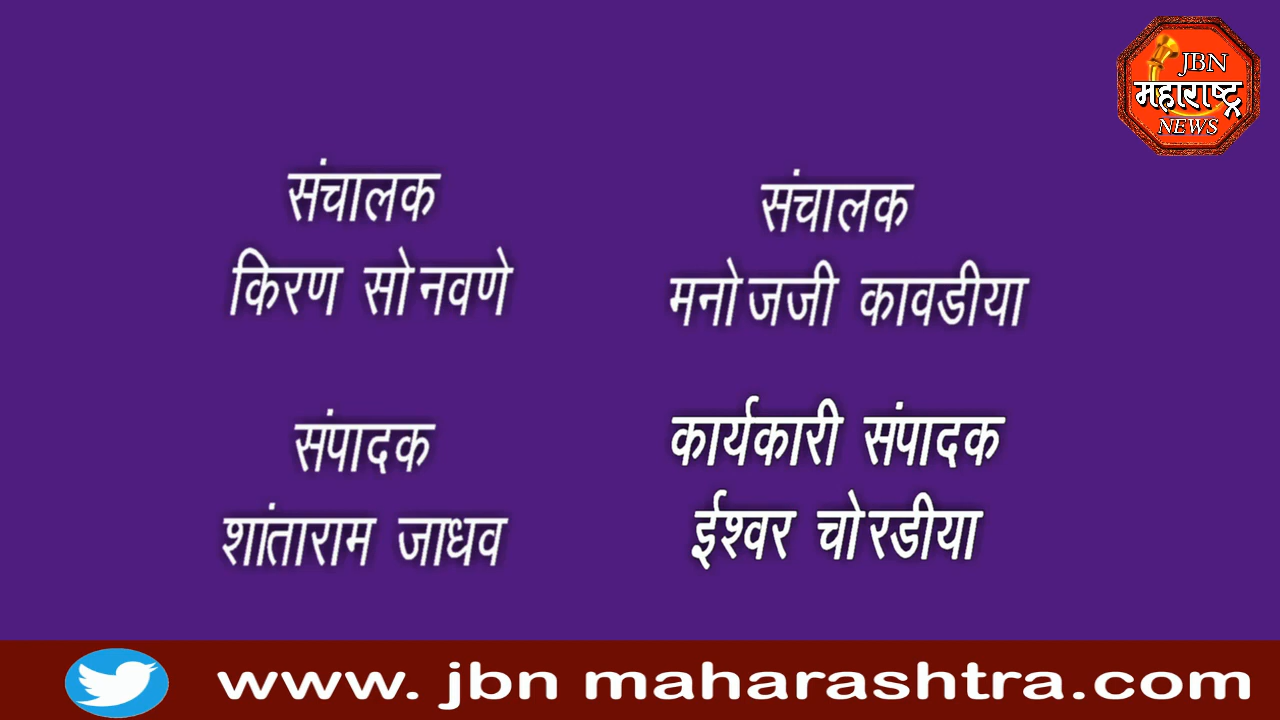 JBN
महाराष्ट्र
NEWS
संचालक
किरण सोनवणे
संचालक
मनोजजी कावडीया
संपादक
शांताराम जाधव
कार्यकारी संपादक
ईश्वर चोरडीया
www. jbn maharashtra.com